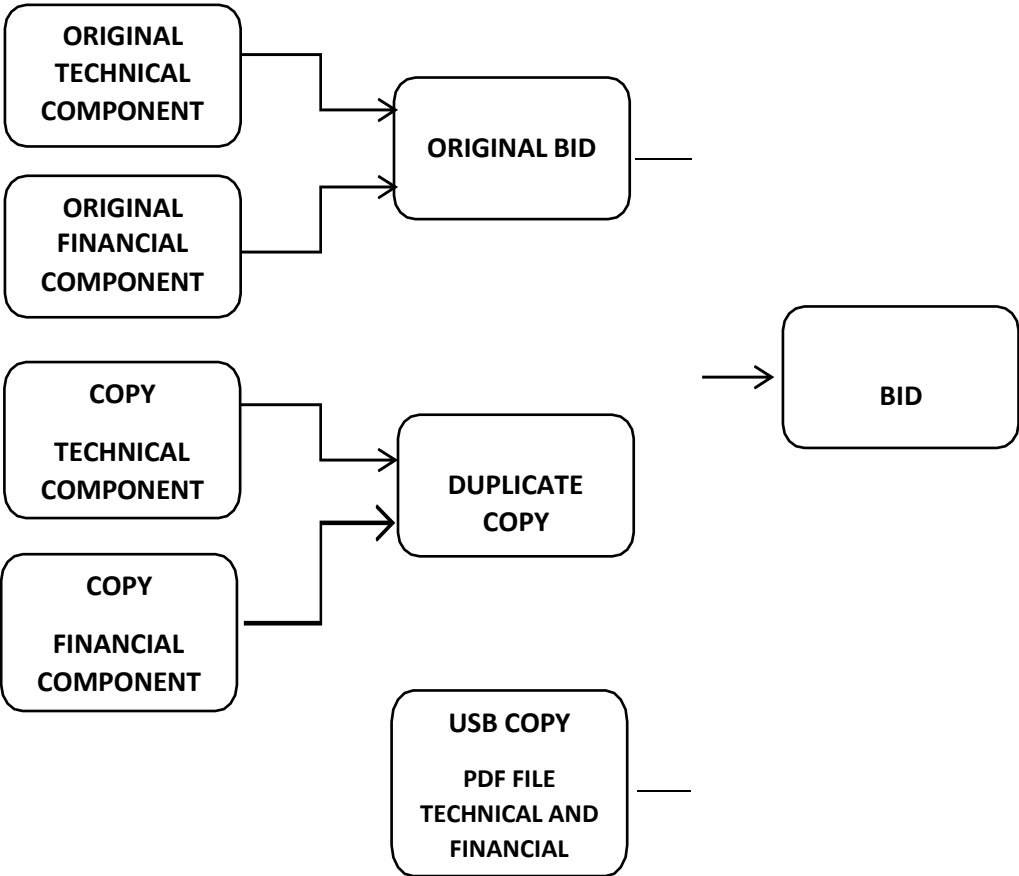 ORIGINAL
TECHNICAL
COMPONENT
ORIGINAL
FINANCIAL
COMPONENT
ORIGINAL BID
COPY
TECHNICAL
COMPONENT
COPY
FINANCIAL
COMPONENT
DUPLICATE
COPY
BID
USB COPY
PDF FILE
TECHNICAL AND
FINANCIAL